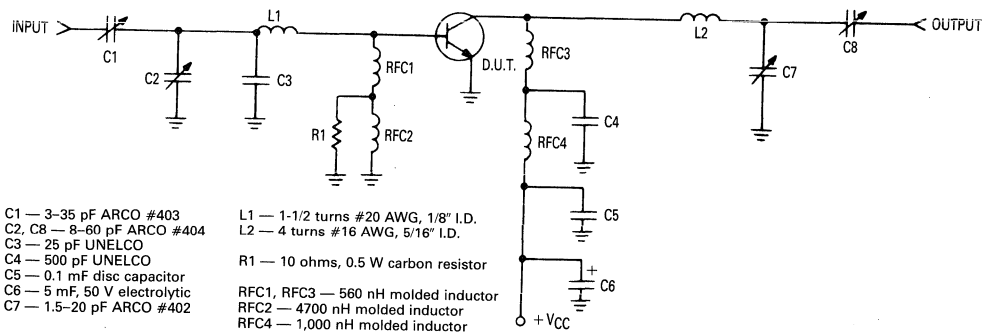 INPUT
C1
C2
L1
C3
RFC1
R1
RFC2
D.U.T.
RFC3
RFC4
C4
C5
+
C6
+VCC
L2
C7
C8
OUTPUT
C1 — 3–35 pF ARCO #403
C2, C8 — 8–60 pF ARCO #404
C3 — 25 pF UNELCO
C4 — 500 pF UNELCO
C5 — 0.1 mF disc capacitor
C6 — 5 mF, 50 V electrolytic
C7 — 1.5–20 pF ARCO #402
L1 — 1-1/2 turns #20 AWG, 1/8" I.D.
L2 — 4 turns #16 AWG, 5/16" I.D.
R1 — 10 ohms, 0.5 W carbon resistor
RFC1, RFC3 — 560 nH molded inductor
RFC2 — 4700 nH molded inductor
RFC4 — 1,000 nH molded inductor